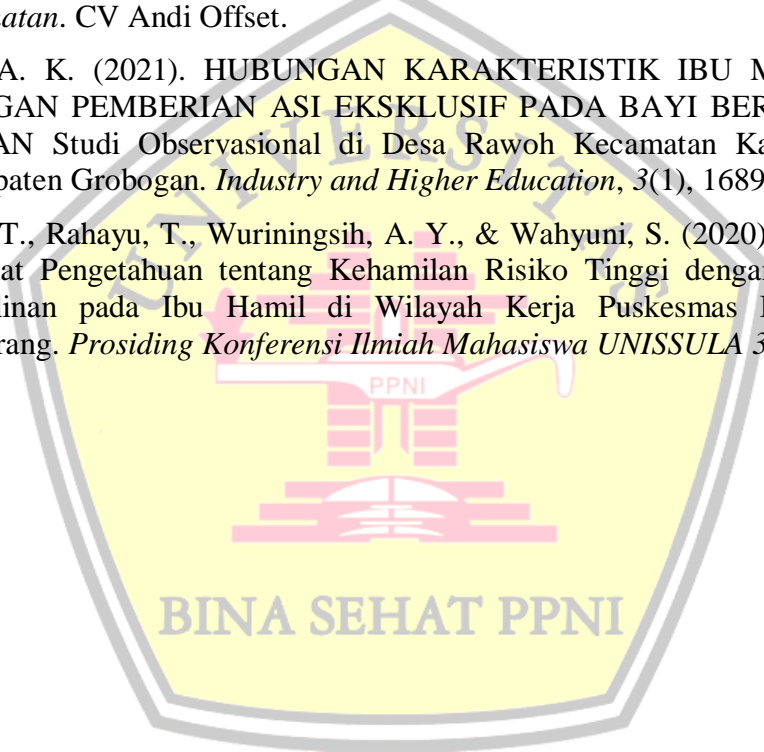 atan. CV Andi Offset.
A. K. (2021). HUBUNGAN KARAKTERISTIK IBU M
GAN PEMBERIAN ASI EKSKLUSIF PADA BAYI BER
AN Studi Observasional di Desa Rawoh Kecamatan Ka
paten Grobogan. Industry and Higher Education, 3(1), 1689
T., Rahayu, T., Wuriningsih, A. Y., & Wahyuni, S. (2020)
at Pengetahuan tentang Kehamilan Risiko Tinggi dengan
linan pada Ibu Hamil di Wilayah Kerja Puskesmas
rang. Prosiding Konferensi Ilmiah Mahasiswa UNISSULA 3
UNIVERSITAS
PPNI
BINA SEHAT PPNI